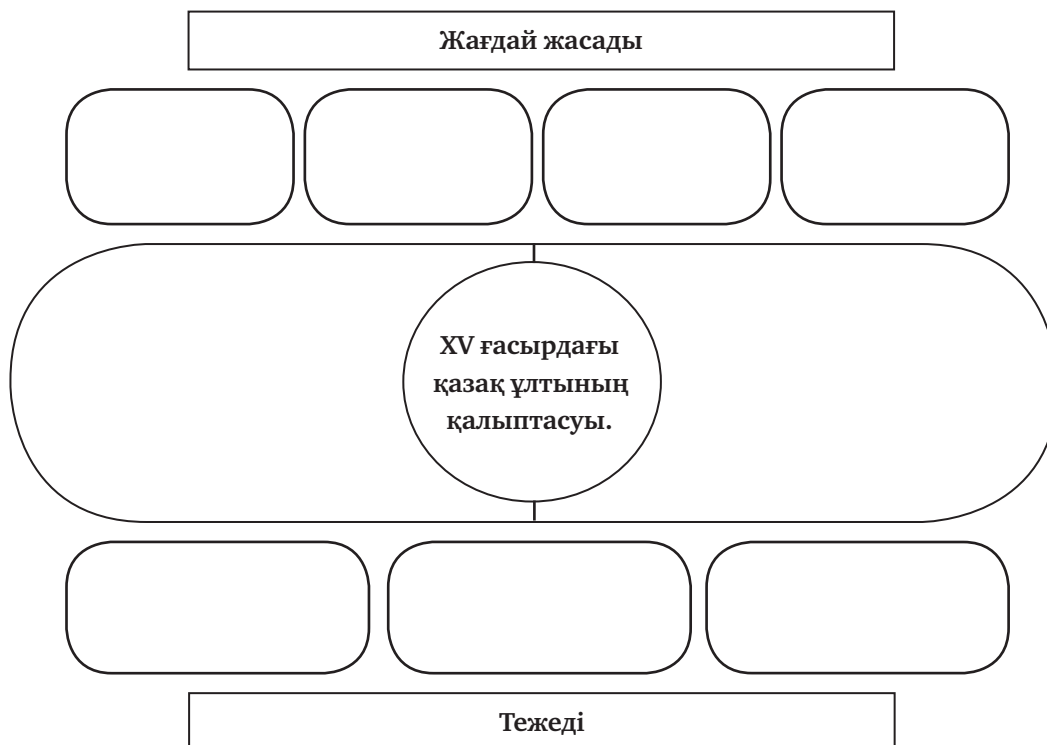 Жағдай жасады
XV ғасырдағы
қазақ ұлтының
қалыптасуы.
Тежеді